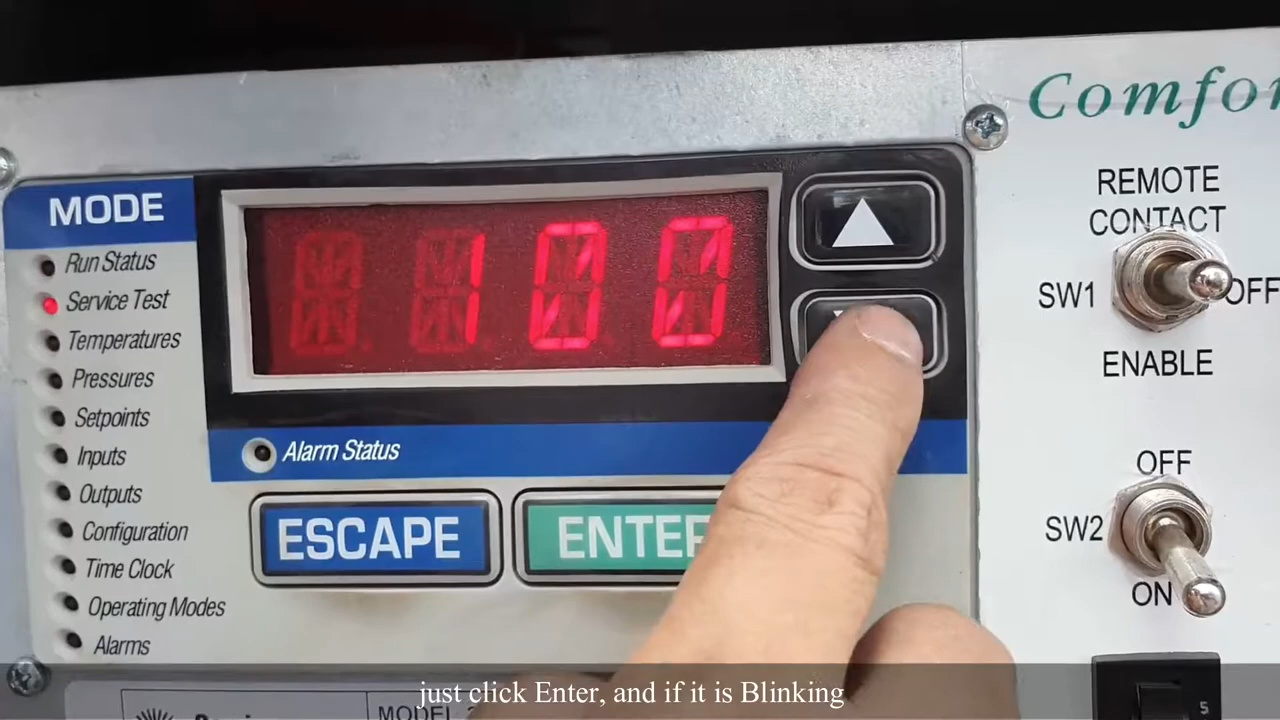 Comfor
MODE
Run Status
Service Test
Temperatures
Pressures
Setpoints
Inputs
Outputs
Configuration
Time Clock
Operating Modes
Alarms
100
Alarm Status
ESCAPE
ENTER
REMOTE
CONTACT
SW1
OFF
ENABLE
OFF
SW2
ON
5
MODEL
just click Enter, and if it is Blinking